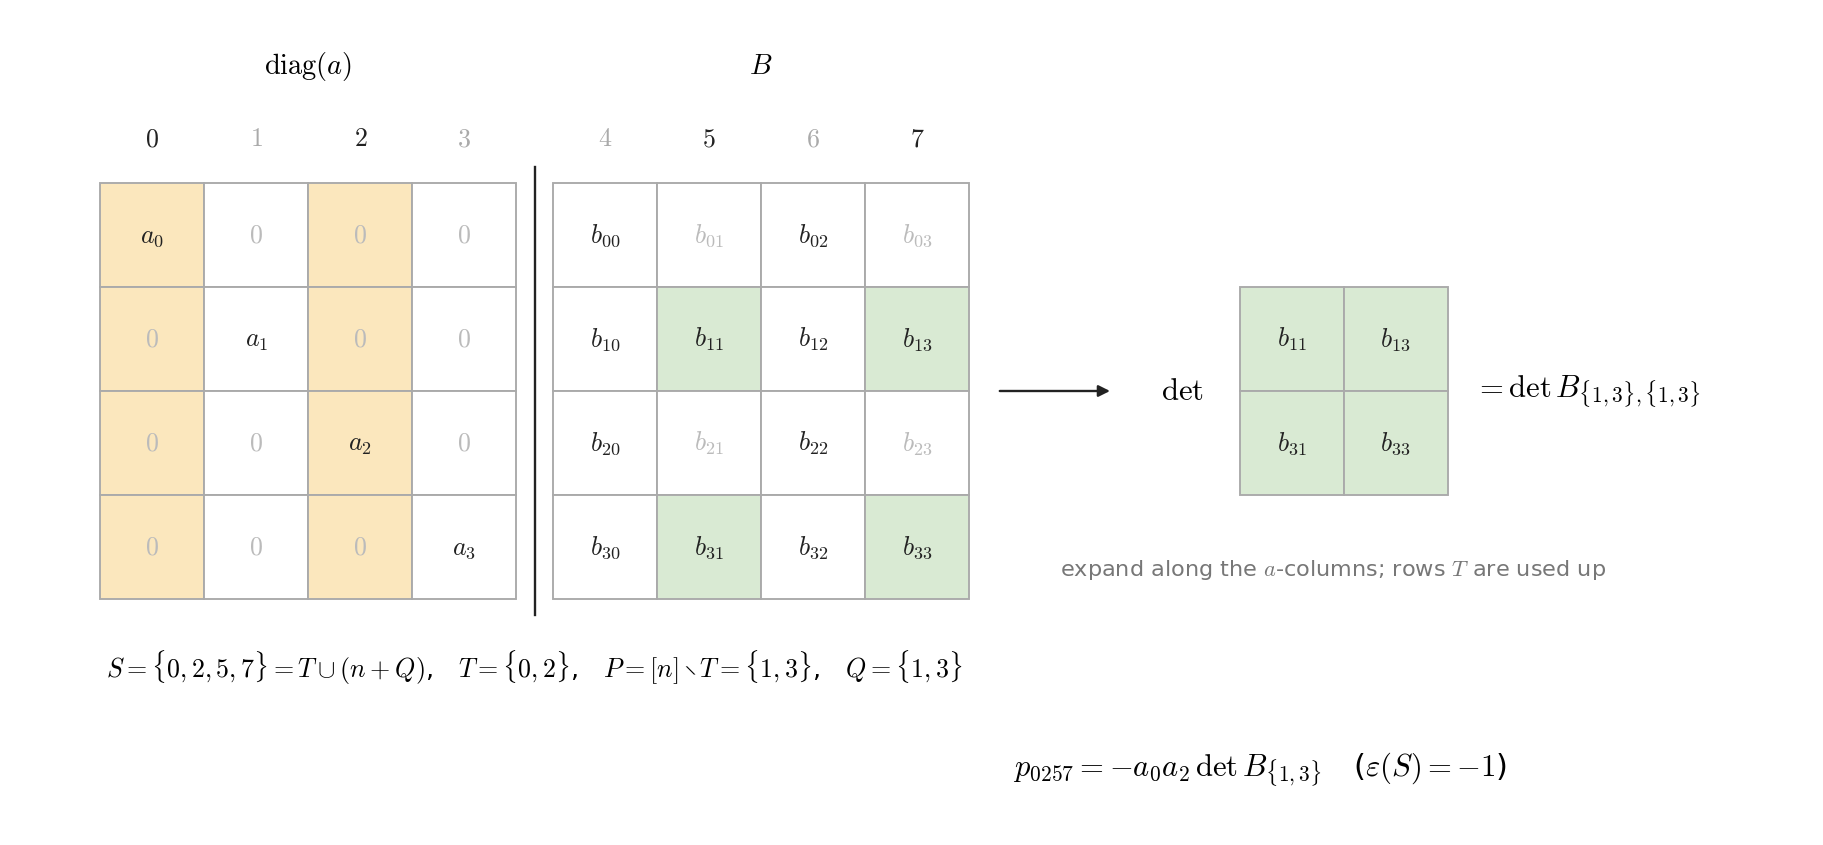 diag(a) B
0 1 2 3 4 5 6 7
a₀ 0 0 0 b₀₀ b₀₁ b₀₂ b₀₃
0 a₁ 0 0 b₁₀ b₁₁ b₁₂ b₁₃ b₁₁ b₁₃
det = det B_{{1,3},{1,3}}
0 0 a₂ 0 b₂₀ b₂₁ b₂₂ b₂₃ b₃₁ b₃₃
0 0 0 a₃ b₃₀ b₃₁ b₃₂ b₃₃
expand along the a-columns; rows T are used up
S = {0, 2, 5, 7} = T ∪ (n + Q), T = {0, 2}, P = [n] ∖ T = {1, 3}, Q = {1, 3}
p₀₂₅₇ = −a₀a₂ det B_{{1,3}} (ε(S) = −1)